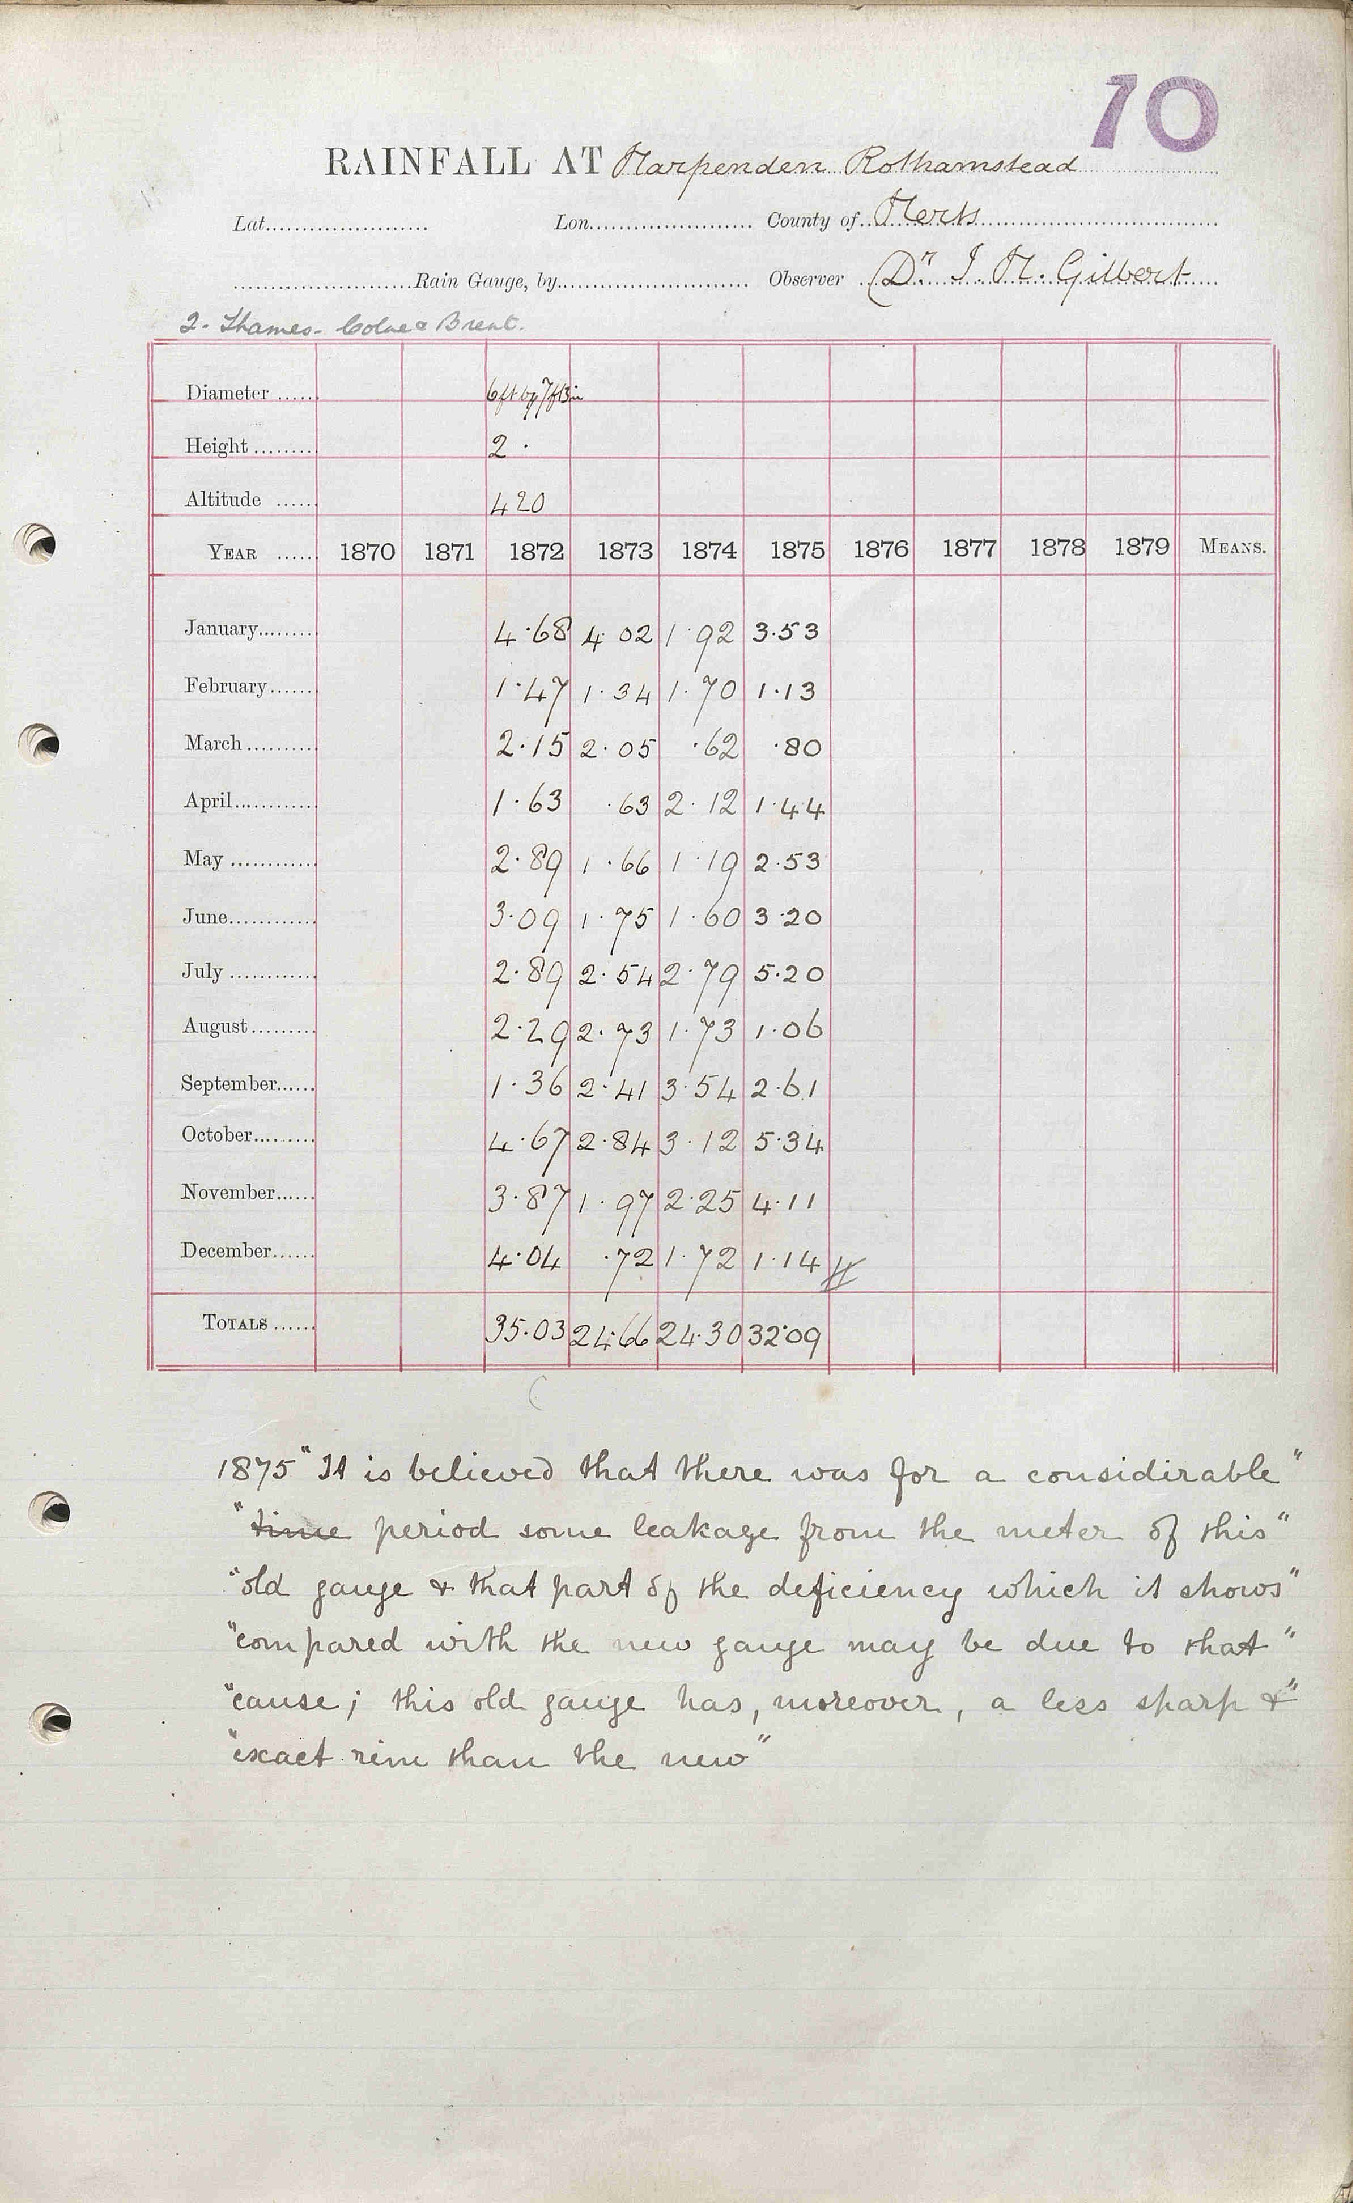 10
RAINFALL AT Harpenden Rothamstead
Lat. Lon. County of Herts
Rain Gauge, by Observer Dr. J. H. Gilbert
2. Thames - Colne & Brent.
Diameter 6ft by 7ft 3in
Height 2 ·
Altitude 420
YEAR 1870 1871 1872 1873 1874 1875 1876 1877 1878 1879 MEANS.
January 4·68 4·02 1·92 3·53
February 1·47 1·34 1·70 1·13
March 2·15 2·05 ·62 ·80
April 1·63 ·63 2·12 1·44
May 2·89 1·66 1·19 2·53
June 3·09 1·75 1·60 3·20
July 2·89 2·54 2·79 5·20
August 2·29 2·73 1·73 1·06
September 1·36 2·41 3·54 2·61
October 4·67 2·84 3·12 5·34
November 3·87 1·97 2·25 4·11
December 4·04 ·72 1·72 1·14
TOTALS 35·03 24·66 24·30 32·09
1875 "It is believed that there was for a considirable"
"time period some leakage from the meter of this"
"old gauge & that part of the deficiency which it shows"
"compared with the new gauge may be due to that"
"cause; this old gauge has, moreover, a less sharp &"
"exact rim than the new"